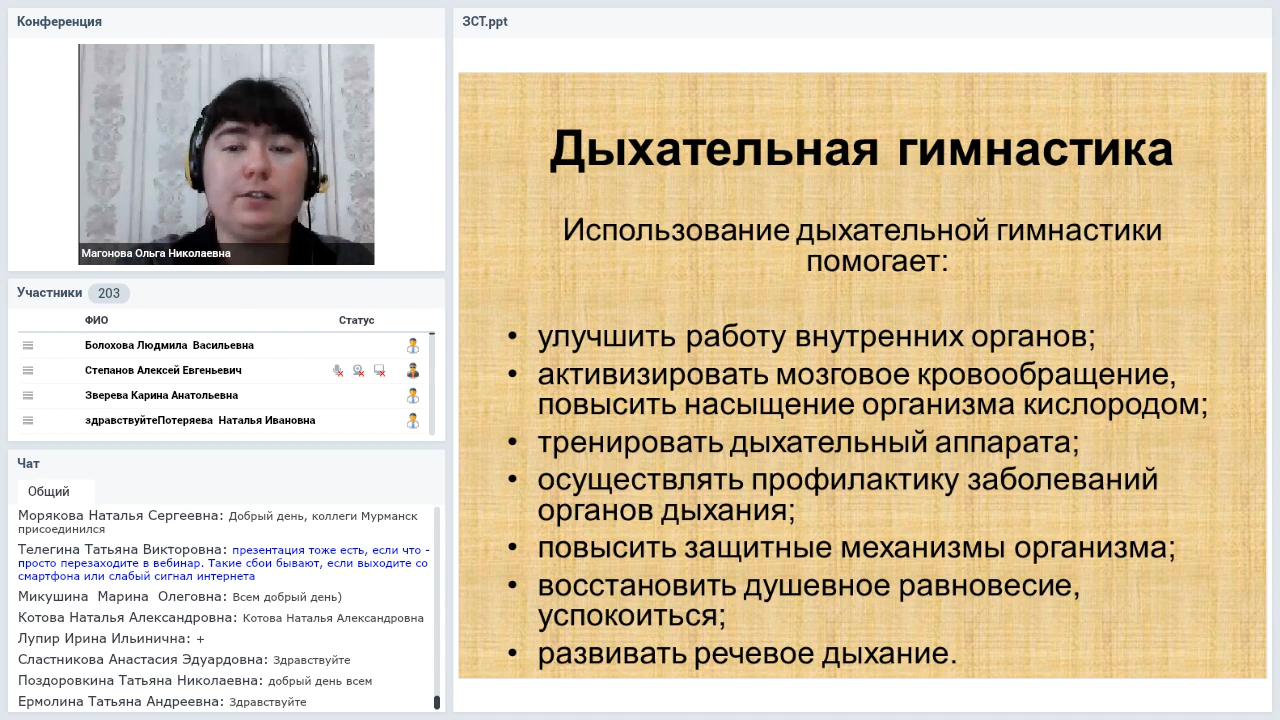 Конференция
Магонова Ольга Николаевна
Участники 203
ФИО Статус
Болохова Людмила Васильевна
Степанов Алексей Евгеньевич
Зверева Карина Анатольевна
здравствуйтеПотеряева Наталья Ивановна
Чат
Общий
Морякова Наталья Сергеевна: Добрый день, коллеги Мурманск
присоединился
Телегина Татьяна Викторовна: презентация тоже есть, если что -
просто перезаходите в вебинар. Такие сбои бывают, если выходите со
смартфона или слабый сигнал интернета
Микушина Марина Олеговна: Всем добрый день)
Котова Наталья Александровна: Котова Наталья Александровна
Лупир Ирина Ильинична: +
Сластникова Анастасия Эдуардовна: Здравствуйте
Поздоровкина Татьяна Николаевна: добрый день всем
Ермолина Татьяна Андреевна: Здравствуйте
ЗСТ.ppt
Дыхательная гимнастика
Использование дыхательной гимнастики
помогает:
• улучшить работу внутренних органов;
• активизировать мозговое кровообращение,
повысить насыщение организма кислородом;
• тренировать дыхательный аппарата;
• осуществлять профилактику заболеваний
органов дыхания;
• повысить защитные механизмы организма;
• восстановить душевное равновесие,
успокоиться;
• развивать речевое дыхание.